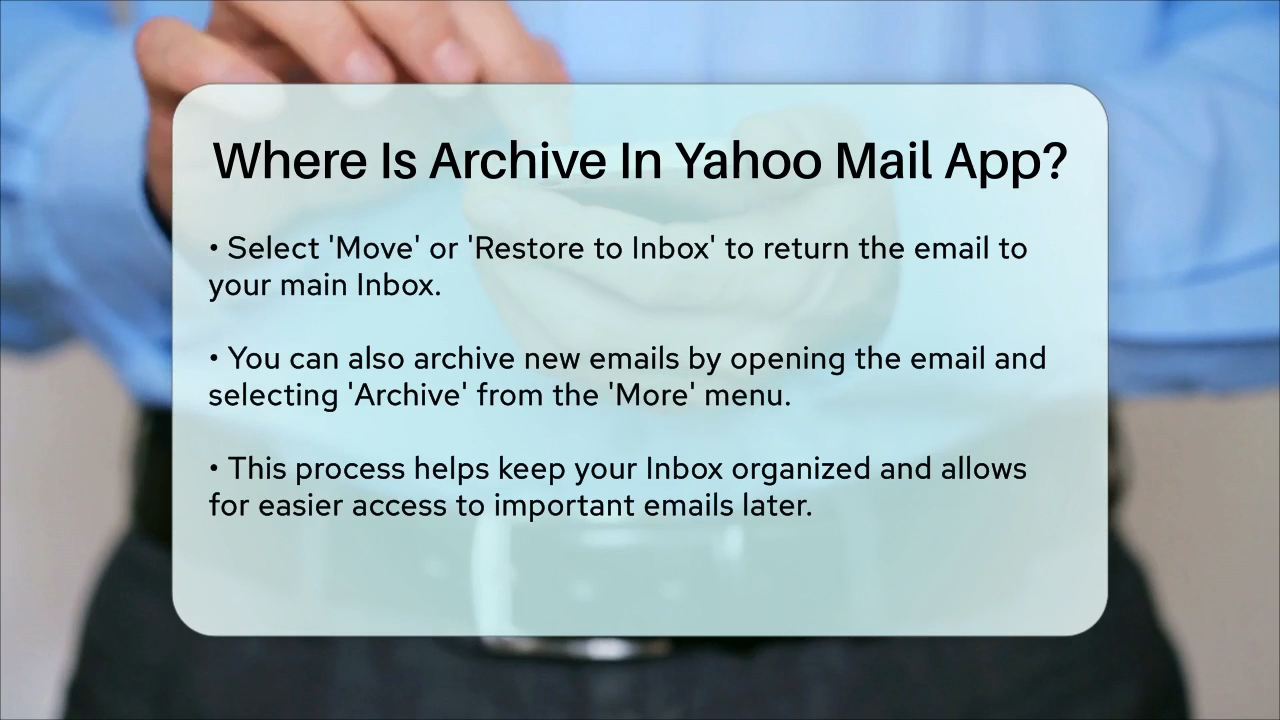 Where Is Archive In Yahoo Mail App?
• Select 'Move' or 'Restore to Inbox' to return the email to
your main Inbox.
• You can also archive new emails by opening the email and
selecting 'Archive' from the 'More' menu.
• This process helps keep your Inbox organized and allows
for easier access to important emails later.